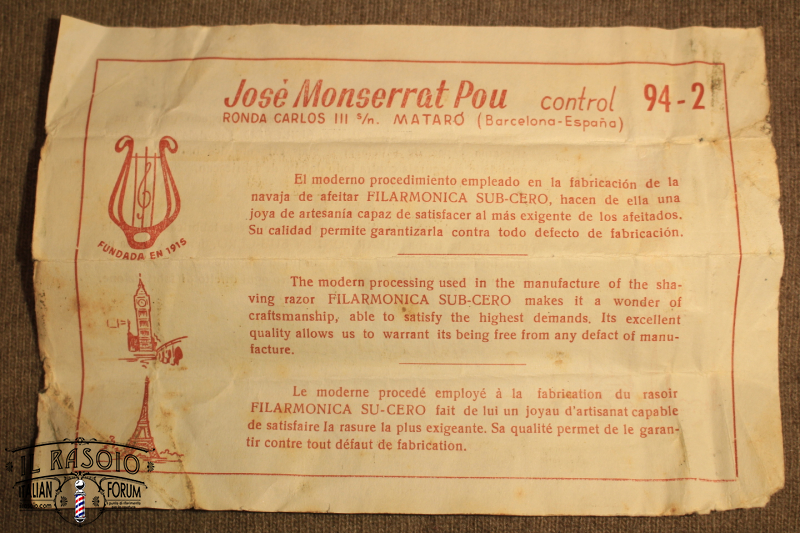 José Monserrat Pou control 94-2
RONDA CARLOS III s/n. MATARÓ (Barcelona-España)
FUNDADA EN 1915
El moderno procedimiento empleado en la fabricación de la
navaja de afeitar FILARMONICA SUB-CERO, hacen de ella una
joya de artesanía capaz de satisfacer al más exigente de los afeitados.
Su calidad permite garantizarla contra todo defecto de fabricación.
The modern processing used in the manufacture of the sha-
ving razor FILARMONICA SUB-CERO makes it a wonder of
craftsmanship, able to satisfy the highest demands. Its excellent
quality allows us to warrant its being free from any defact of manu-
facture.
Le moderne procedé employé à la fabrication du rasoir
FILARMONICA SU-CERO fait de lui un joyau d'artisanat capable
de satisfaire la rasure la plus exigeante. Sa qualité permet de le garan-
tir contre tout défaut de fabrication.
IL RASOIO
ITALIAN FORUM